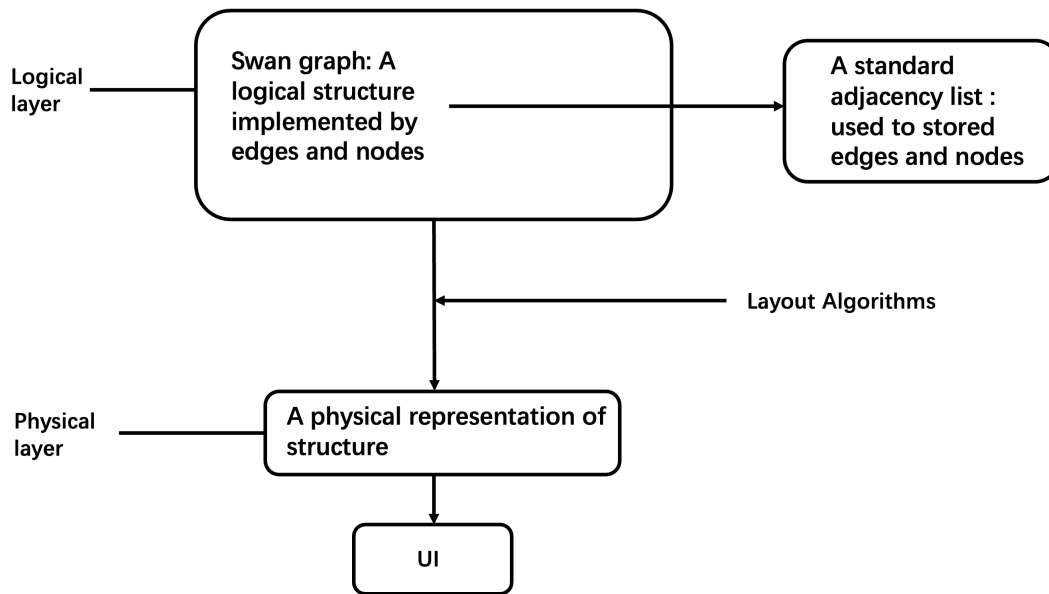 Logical
layer
Swan graph: A
logical structure
implemented by
edges and nodes
A standard
adjacency list :
used to stored
edges and nodes
Layout Algorithms
Physical
layer
A physical representation of
structure
UI